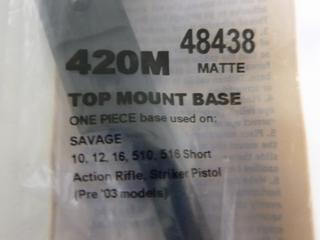 420M 48438
MATTE
TOP MOUNT BASE
ONE PIECE base used on:
SAVAGE
10, 12, 16, 510, 516 Short
Action Rifle, Striker Pistol
(Pre '03 models)